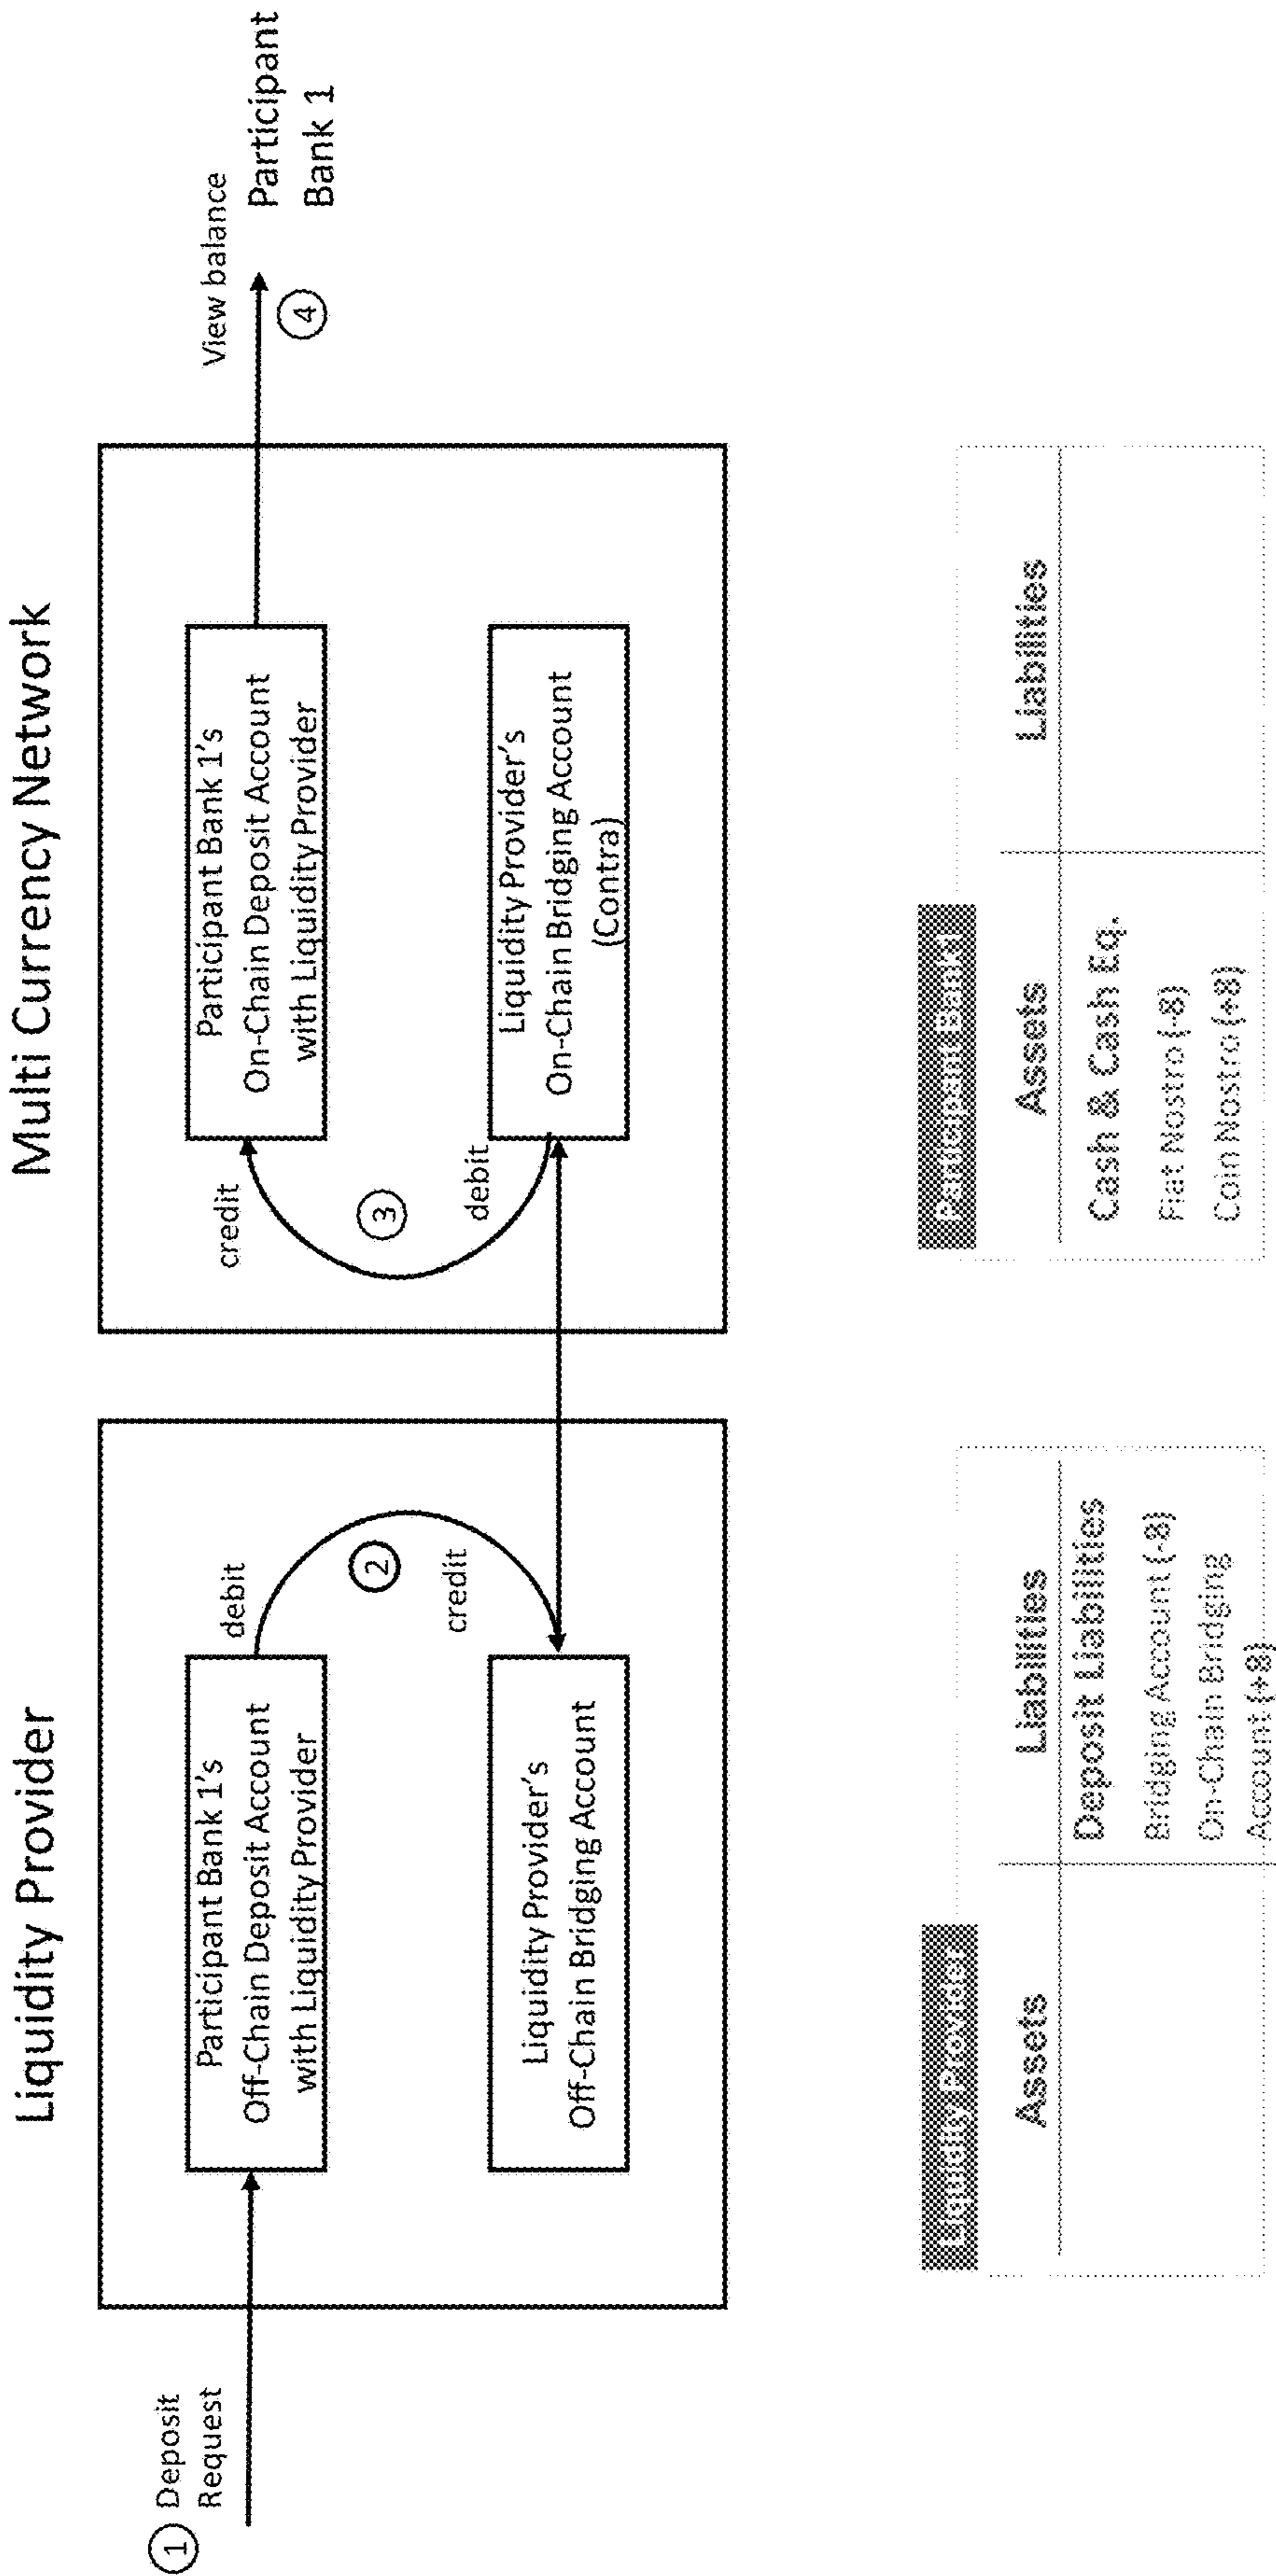 Liquidity Provider
Multi Currency Network
1
Deposit
Request
Participant Bank 1's
Off-Chain Deposit Account
with Liquidity Provider
debit
2
credit
Liquidity Provider's
Off-Chain Bridging Account
credit
3
debit
Participant Bank 1's
On-Chain Deposit Account
with Liquidity Provider
Liquidity Provider's
On-Chain Bridging Account
(Contra)
View balance
4
Participant
Bank 1
Liquidity Provider
Assets
Liabilities
Deposit Liabilities
Bridging Account (-8)
On-Chain Bridging
Account (+8)
Participant Bank1
Assets
Liabilities
Cash & Cash Eq.
Fiat Nostro (-8)
Coin Nostro (+8)